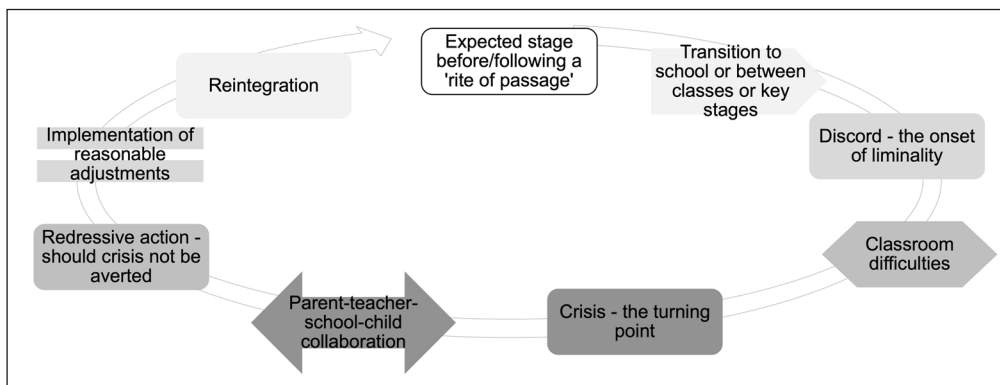 Expected stage
before/following a
'rite of passage'
Transition to
school or between
classes or key
stages
Discord - the onset
of liminality
Classroom
difficulties
Crisis - the turning
point
Parent-teacher-
school-child
collaboration
Redressive action -
should crisis not be
averted
Implementation of
reasonable
adjustments
Reintegration